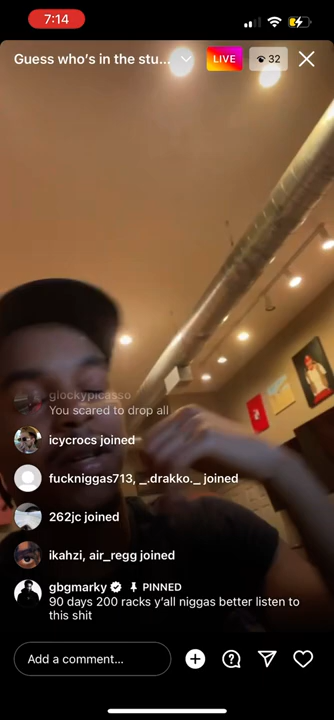 7:14
Guess who's in the stu...
LIVE
32
glockypicasso
You scared to drop all
icycrocs joined
fuckniggas713, _.drakko._ joined
262jc joined
ikahzi, air_regg joined
gbgmarky PINNED
90 days 200 racks y'all niggas better listen to
this shit
Add a comment...